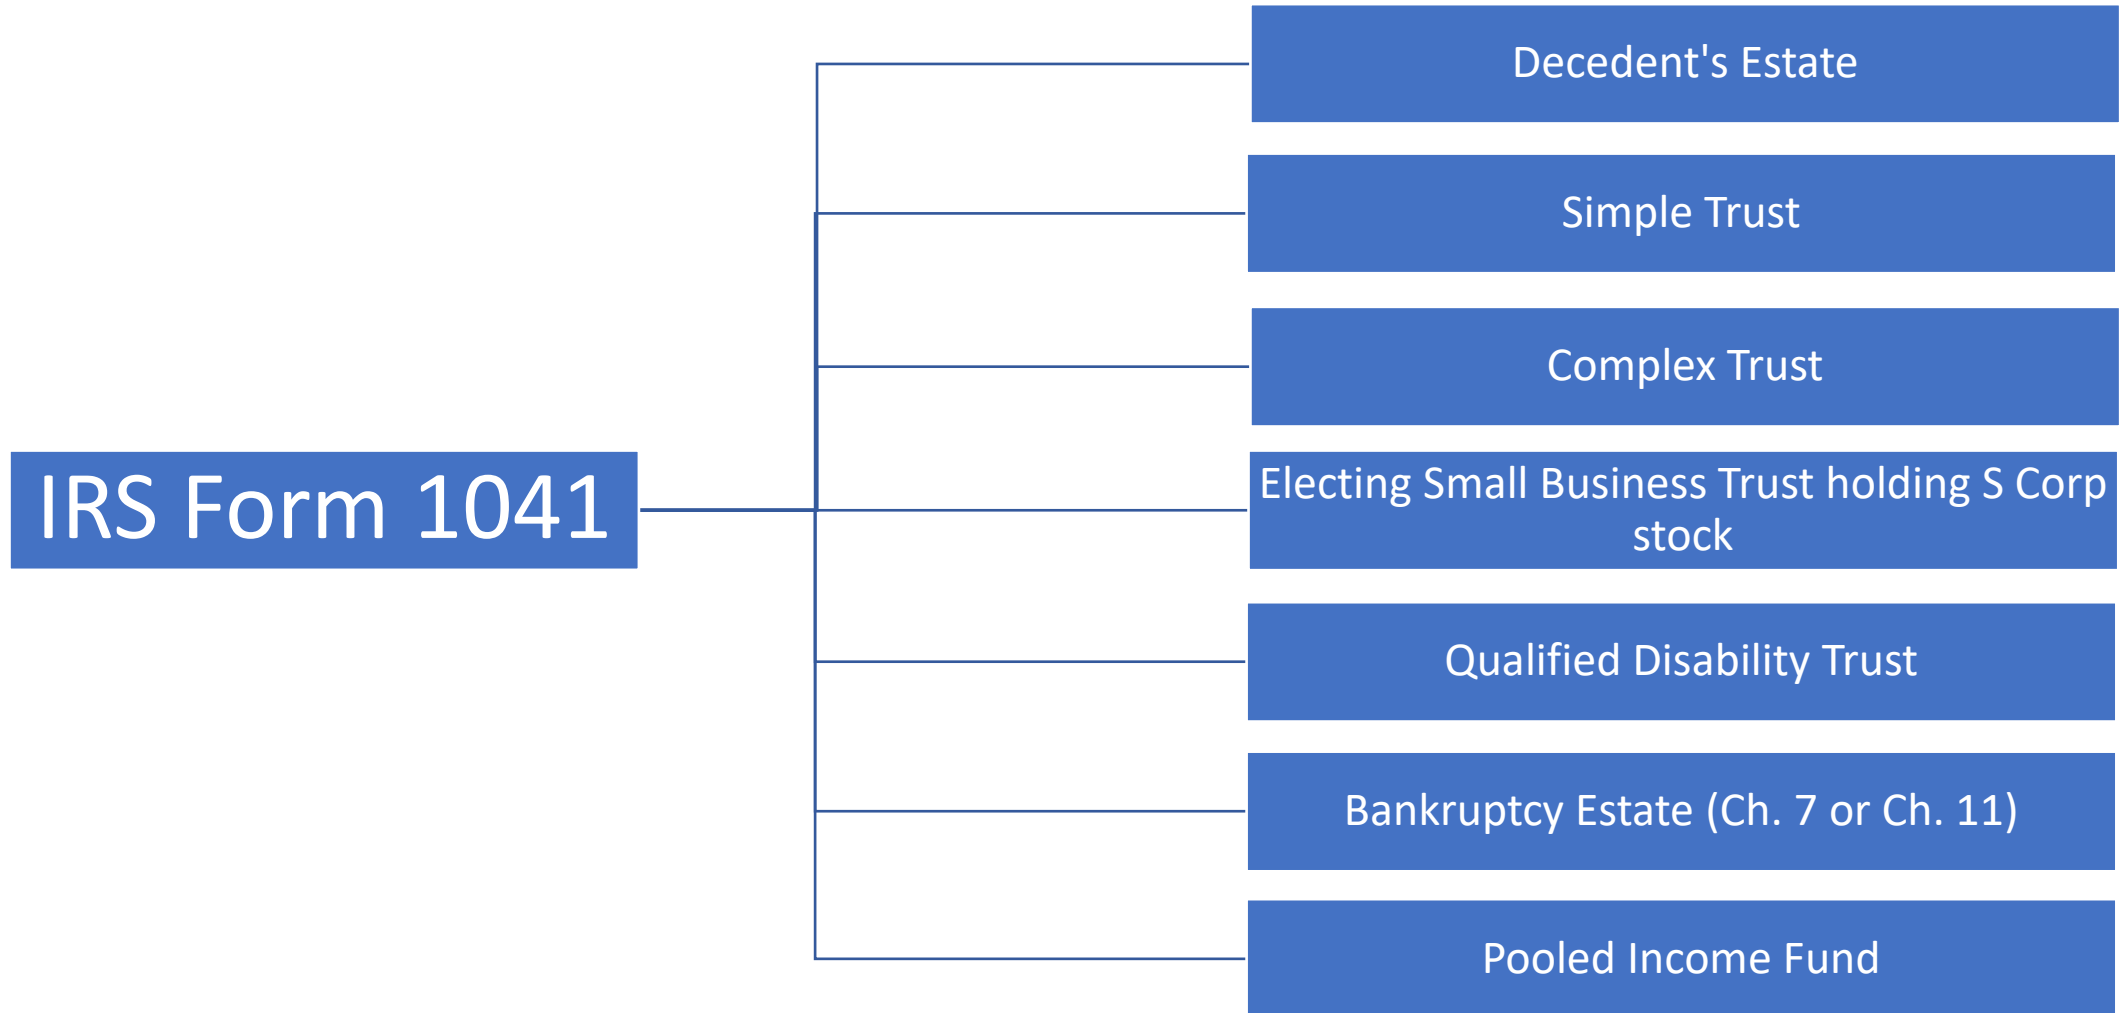 IRS Form 1041
Decedent's Estate
Simple Trust
Complex Trust
Electing Small Business Trust holding S Corp
stock
Qualified Disability Trust
Bankruptcy Estate (Ch. 7 or Ch. 11)
Pooled Income Fund